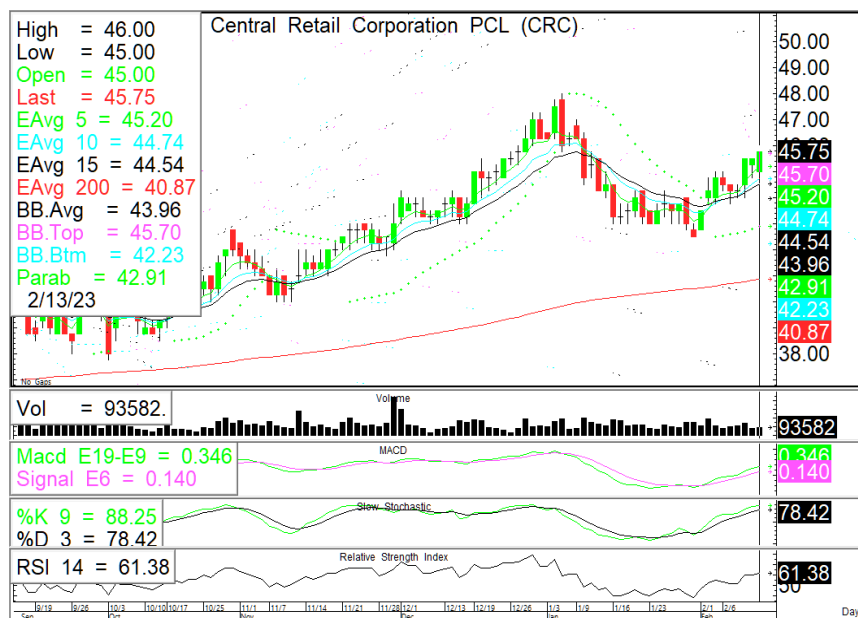 Central Retail Corporation PCL (CRC)
High = 46.00
Low = 45.00
Open = 45.00
Last = 45.75
EAvg 5 = 45.20
EAvg 10 = 44.74
EAvg 15 = 44.54
EAvg 200 = 40.87
BB.Avg = 43.96
BB.Top = 45.70
BB.Btm = 42.23
Parab = 42.91
2/13/23
No Gaps
50.00
49.00
48.00
47.00
45.75
45.70
45.20
44.74
44.54
43.96
42.91
42.23
40.87
38.00
Volume
Vol = 93582.
93582
MACD
Macd E19-E9 = 0.346
Signal E6 = 0.140
0.346
0.140
Slow Stochastic
%K 9 = 88.25
%D 3 = 78.42
78.42
Relative Strength Index
RSI 14 = 61.38
61.38
50
9/19 9/26 10/3 10/10 10/17 10/25 11/1 11/7 11/14 11/21 11/28 12/1 12/13 12/19 12/26 1/3 1/9 1/16 1/23 2/1 2/6
Sep Oct Nov Dec Jan Feb
Day